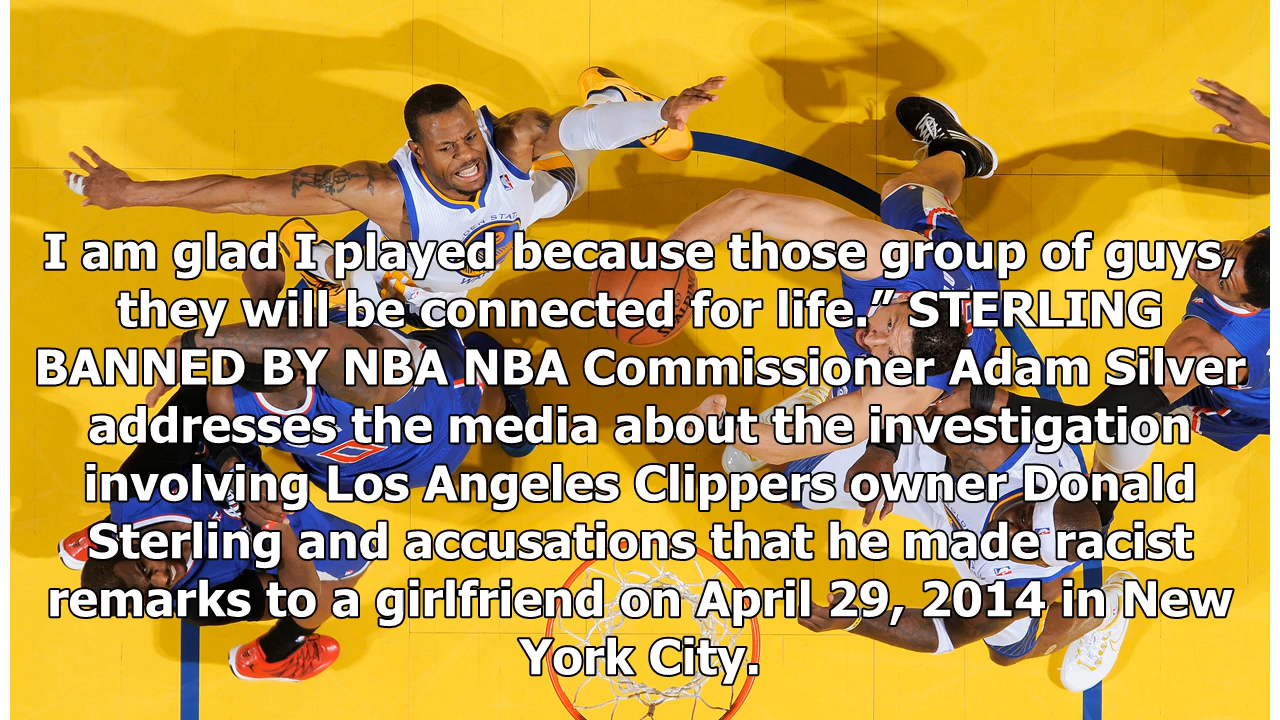 I am glad I played because those group of guys,
they will be connected for life.” STERLING
BANNED BY NBA NBA Commissioner Adam Silver
addresses the media about the investigation
involving Los Angeles Clippers owner Donald
Sterling and accusations that he made racist
remarks to a girlfriend on April 29, 2014 in New
York City.